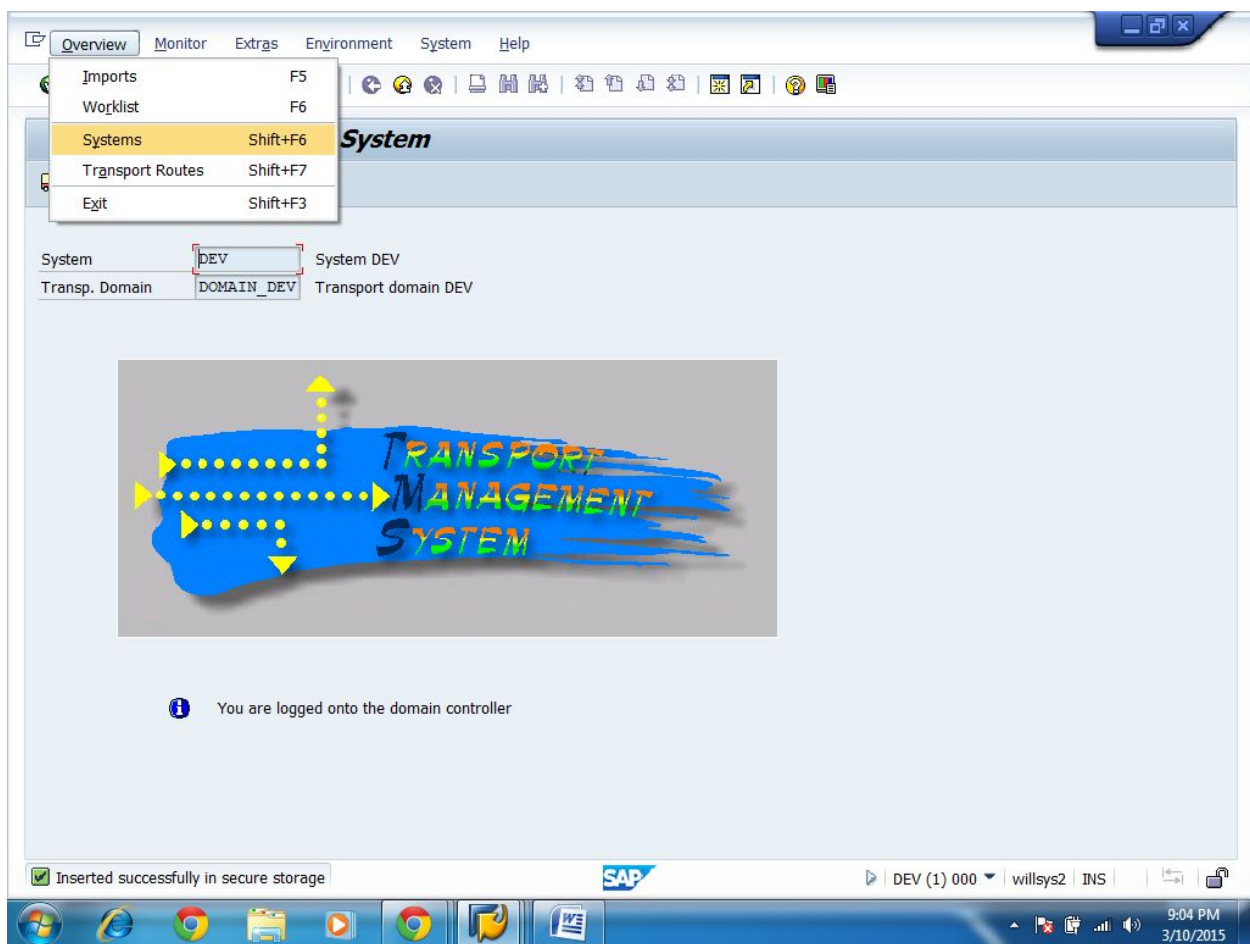 Overview Monitor Extras Environment System Help
Imports F5
Worklist F6
Systems Shift+F6
Transport Routes Shift+F7
Exit Shift+F3
System
System DEV System DEV
Transp. Domain DOMAIN_DEV Transport domain DEV
TRANSPORT
MANAGEMENT
SYSTEM
You are logged onto the domain controller
Inserted successfully in secure storage SAP DEV (1) 000 willsys2 INS
9:04 PM
3/10/2015